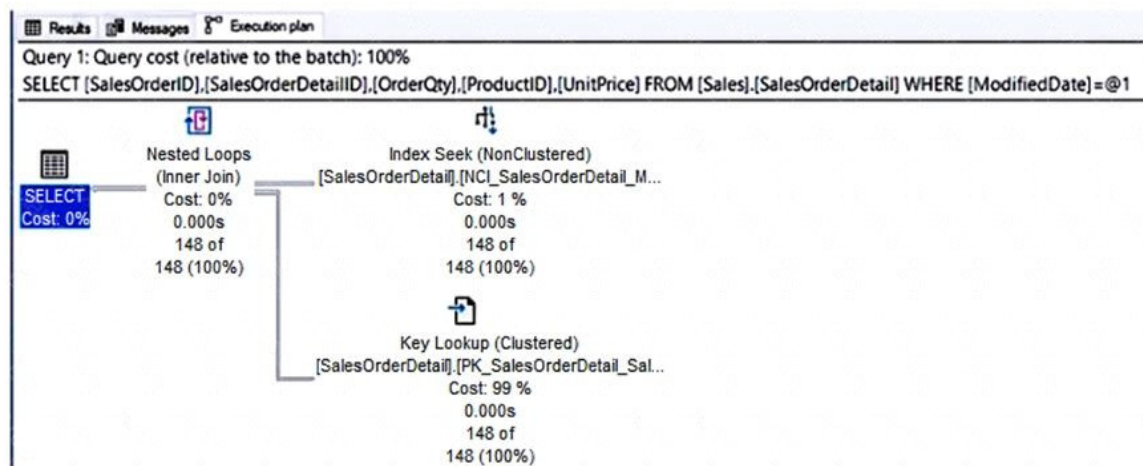 Results Messages Execution plan
Query 1: Query cost (relative to the batch): 100%
SELECT [SalesOrderID],[SalesOrderDetailID],[OrderQty],[ProductID],[UnitPrice] FROM [Sales].[SalesOrderDetail] WHERE [ModifiedDate]=@1
SELECT
Cost: 0%
Nested Loops
(Inner Join)
Cost: 0%
0.000s
148 of
148 (100%)
Index Seek (NonClustered)
[SalesOrderDetail].[NCI_SalesOrderDetail_M...
Cost: 1 %
0.000s
148 of
148 (100%)
Key Lookup (Clustered)
[SalesOrderDetail].[PK_SalesOrderDetail_Sal...
Cost: 99 %
0.000s
148 of
148 (100%)